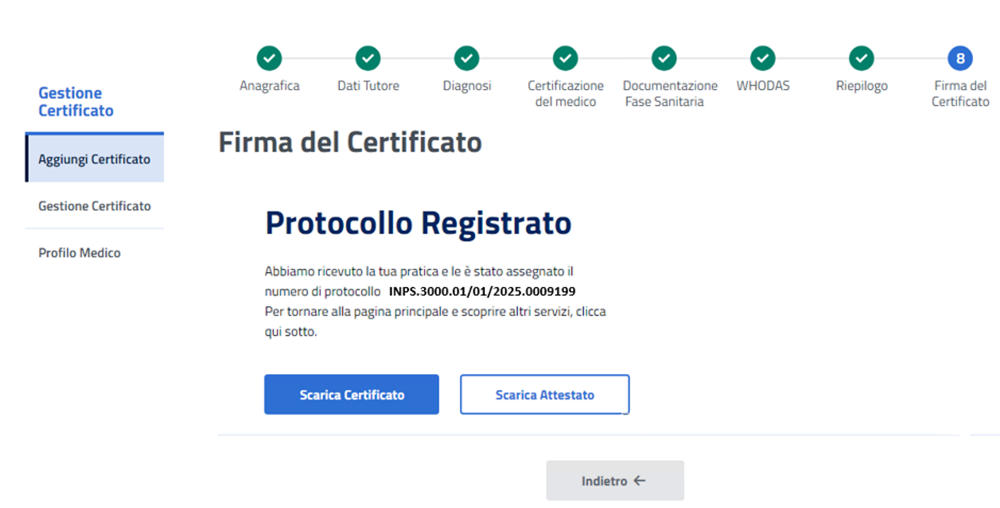 8
Anagrafica
Dati Tutore
Diagnosi
Certificazione
del medico
Documentazione
Fase Sanitaria
WHODAS
Riepilogo
Firma del
Certificato
Gestione
Certificato
Aggiungi Certificato
Gestione Certificato
Profilo Medico
Firma del Certificato
Protocollo Registrato
Abbiamo ricevuto la tua pratica e le è stato assegnato il
numero di protocollo INPS.3000.01/01/2025.0009199
Per tornare alla pagina principale e scoprire altri servizi, clicca
qui sotto.
Scarica Certificato
Scarica Attestato
Indietro ←